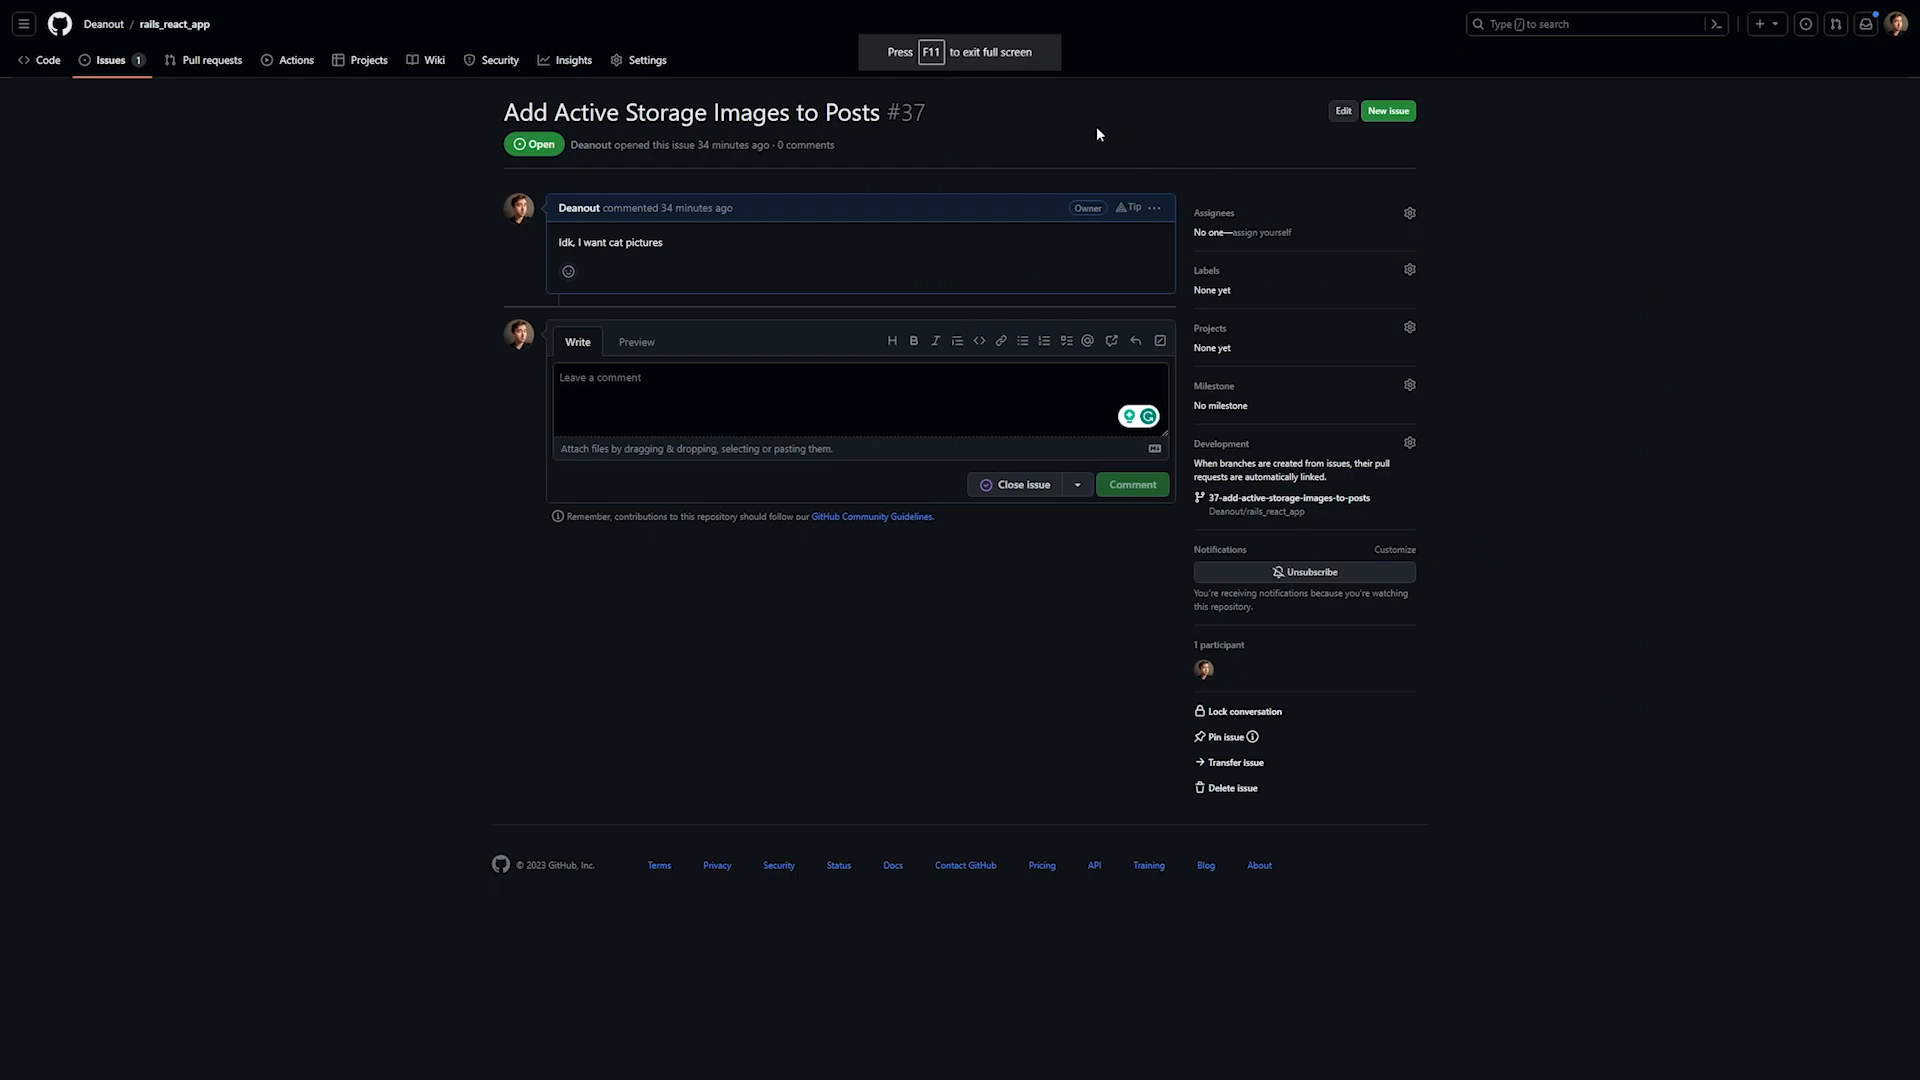 Deanout / rails_react_app
Type / to search
Press F11 to exit full screen
Code
Issues 1
Pull requests
Actions
Projects
Wiki
Security
Insights
Settings
Add Active Storage Images to Posts #37
Edit
New issue
Open
Deanout opened this issue 34 minutes ago · 0 comments
Deanout commented 34 minutes ago
Owner
Tip
Idk, I want cat pictures
Write
Preview
Leave a comment
Attach files by dragging & dropping, selecting or pasting them.
Close issue
Comment
Remember, contributions to this repository should follow our GitHub Community Guidelines.
Assignees
No one—assign yourself
Labels
None yet
Projects
None yet
Milestone
No milestone
Development
When branches are created from issues, their pull
requests are automatically linked.
37-add-active-storage-images-to-posts
Deanout/rails_react_app
Notifications
Customize
Unsubscribe
You're receiving notifications because you're watching
this repository.
1 participant
Lock conversation
Pin issue
Transfer issue
Delete issue
© 2023 GitHub, Inc.
Terms
Privacy
Security
Status
Docs
Contact GitHub
Pricing
API
Training
Blog
About